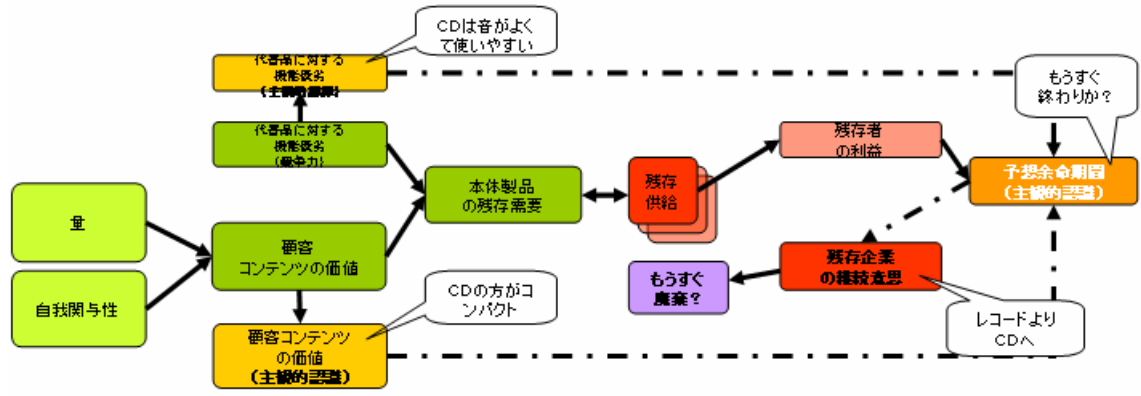 CDは音がよく
て使いやすい
代替品に対する
機能優劣
(主観的認識)
もうすぐ
終わりか？
代替品に対する
機能優劣
(競争力)
残存者
の利益
予想余命期間
(主観的認識)
本体製品
の残存需要
残存
供給
量
顧客
コンテンツの価値
自我関与性
残存企業
の継続意思
もうすぐ
廃棄？
CDの方がコ
ンパクト
レコードより
CDへ
顧客コンテンツ
の価値
(主観的認識)